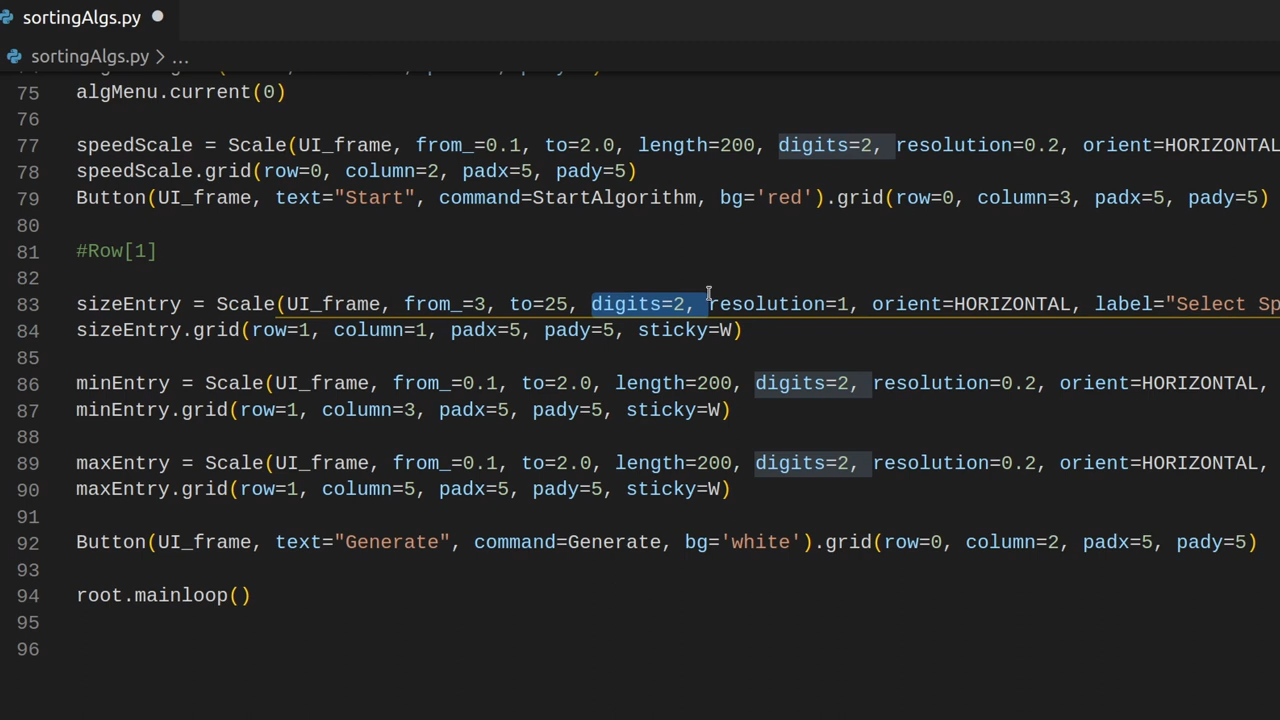 sortingAlgs.py
sortingAlgs.py > ...
75 algMenu.current(0)
76
77 speedScale = Scale(UI_frame, from_=0.1, to=2.0, length=200, digits=2, resolution=0.2, orient=HORIZONTAL
78 speedScale.grid(row=0, column=2, padx=5, pady=5)
79 Button(UI_frame, text="Start", command=StartAlgorithm, bg='red').grid(row=0, column=3, padx=5, pady=5)
80
81 #Row[1]
82
83 sizeEntry = Scale(UI_frame, from_=3, to=25, digits=2, resolution=1, orient=HORIZONTAL, label="Select Sp
84 sizeEntry.grid(row=1, column=1, padx=5, pady=5, sticky=W)
85
86 minEntry = Scale(UI_frame, from_=0.1, to=2.0, length=200, digits=2, resolution=0.2, orient=HORIZONTAL,
87 minEntry.grid(row=1, column=3, padx=5, pady=5, sticky=W)
88
89 maxEntry = Scale(UI_frame, from_=0.1, to=2.0, length=200, digits=2, resolution=0.2, orient=HORIZONTAL,
90 maxEntry.grid(row=1, column=5, padx=5, pady=5, sticky=W)
91
92 Button(UI_frame, text="Generate", command=Generate, bg='white').grid(row=0, column=2, padx=5, pady=5)
93
94 root.mainloop()
95
96